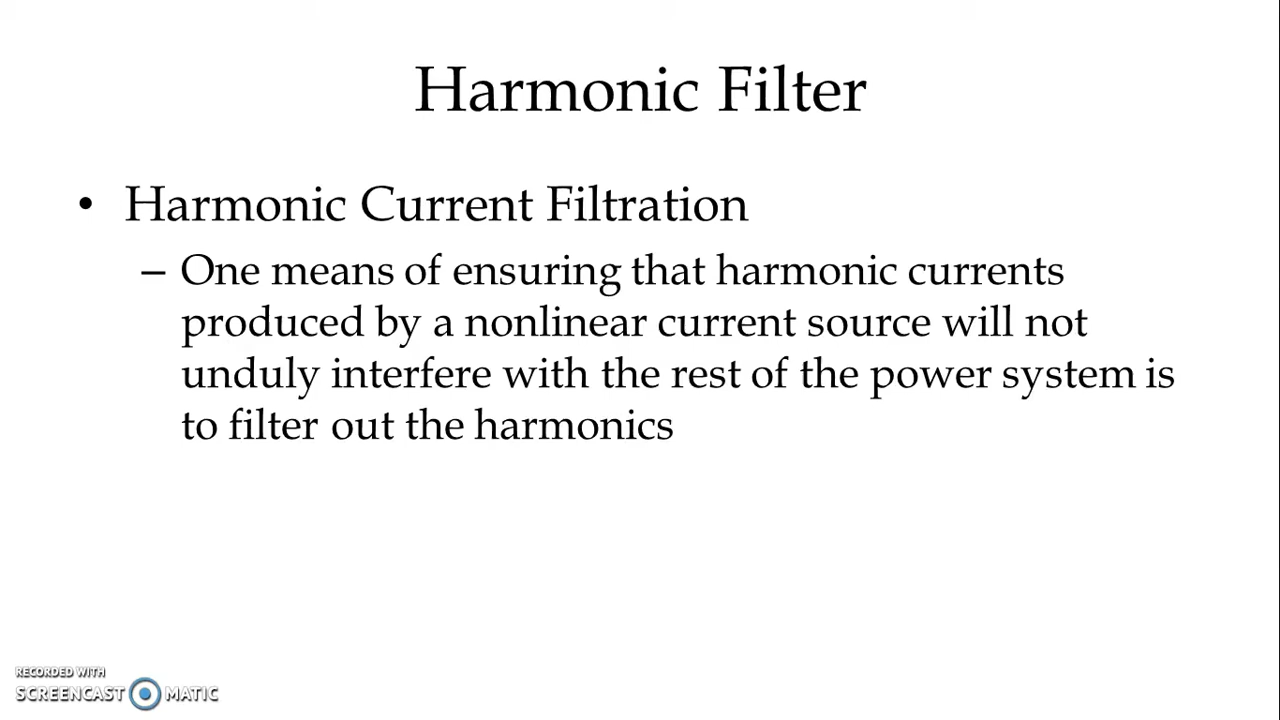 Harmonic Filter
• Harmonic Current Filtration
– One means of ensuring that harmonic currents
produced by a nonlinear current source will not
unduly interfere with the rest of the power system is
to filter out the harmonics
RECORDED WITH
SCREENCAST MATIC